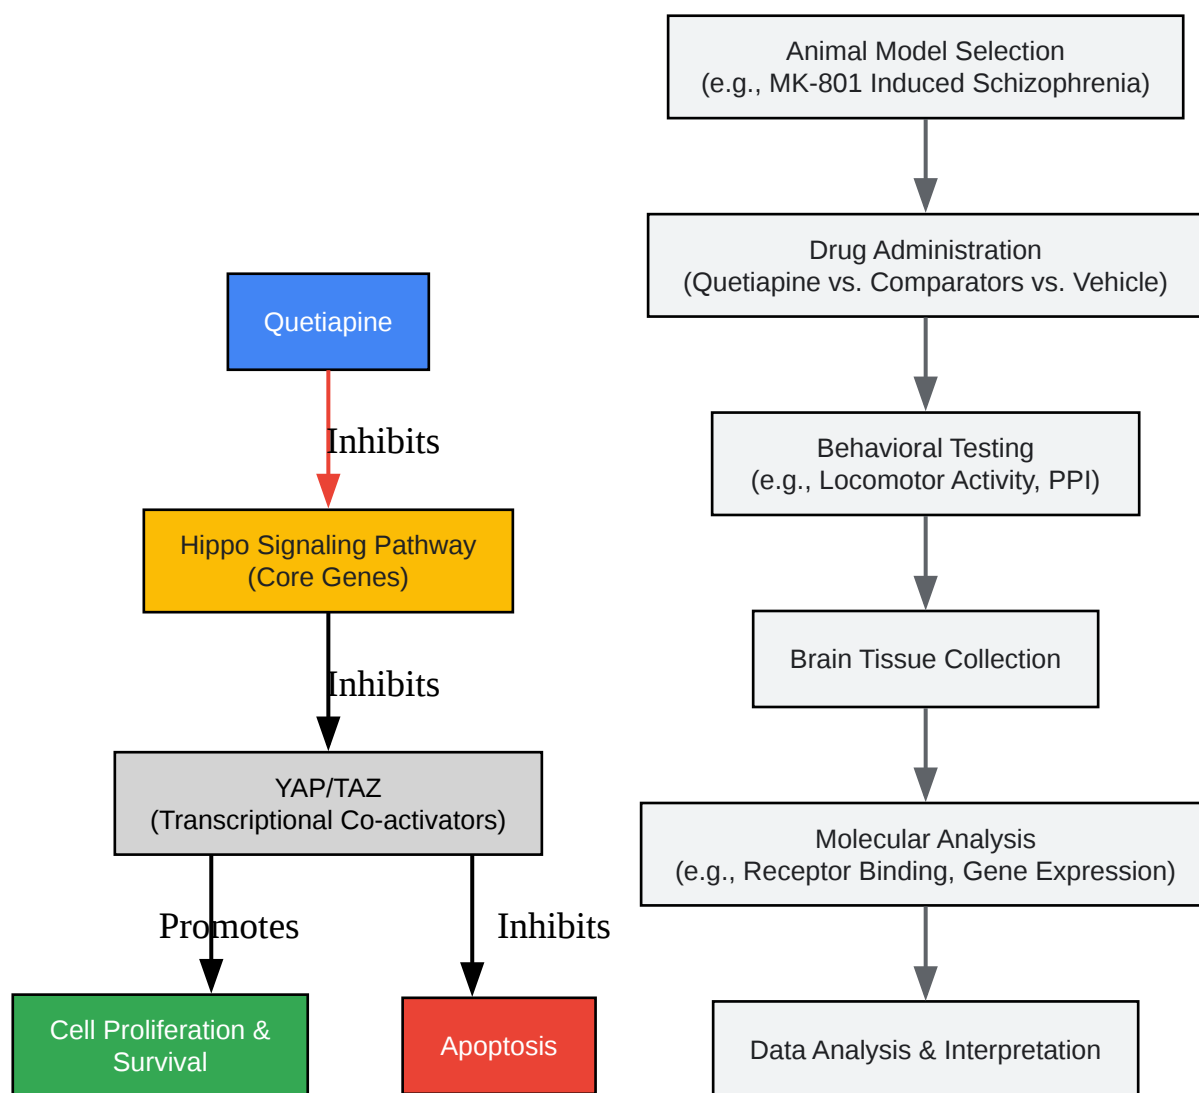 Quetiapine
Inhibits
Hippo Signaling Pathway
(Core Genes)
Inhibits
YAP/TAZ
(Transcriptional Co-activators)
Promotes
Inhibits
Cell Proliferation &
Survival
Apoptosis
Animal Model Selection
(e.g., MK-801 Induced Schizophrenia)
Drug Administration
(Quetiapine vs. Comparators vs. Vehicle)
Behavioral Testing
(e.g., Locomotor Activity, PPI)
Brain Tissue Collection
Molecular Analysis
(e.g., Receptor Binding, Gene Expression)
Data Analysis & Interpretation